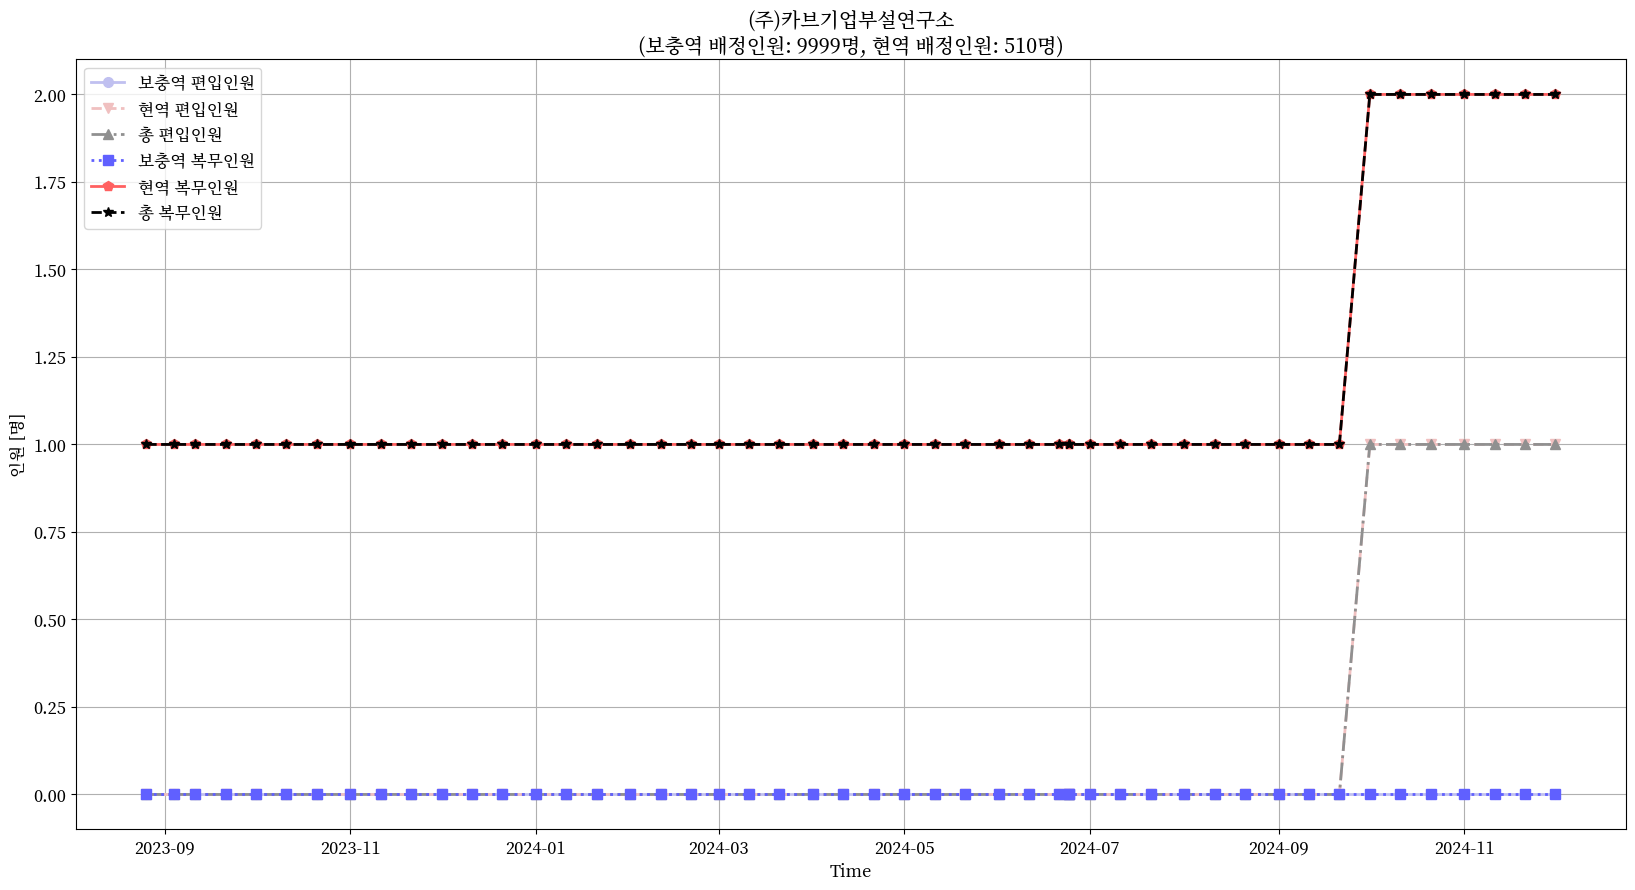 (주)카브기업부설연구소
(보충역 배정인원: 9999명, 현역 배정인원: 510명)
보충역 편입인원
현역 편입인원
총 편입인원
보충역 복무인원
현역 복무인원
총 복무인원
2.00
1.75
1.50
1.25
1.00
0.75
0.50
0.25
0.00
인원 [명]
2023-09
2023-11
2024-01
2024-03
2024-05
2024-07
2024-09
2024-11
Time